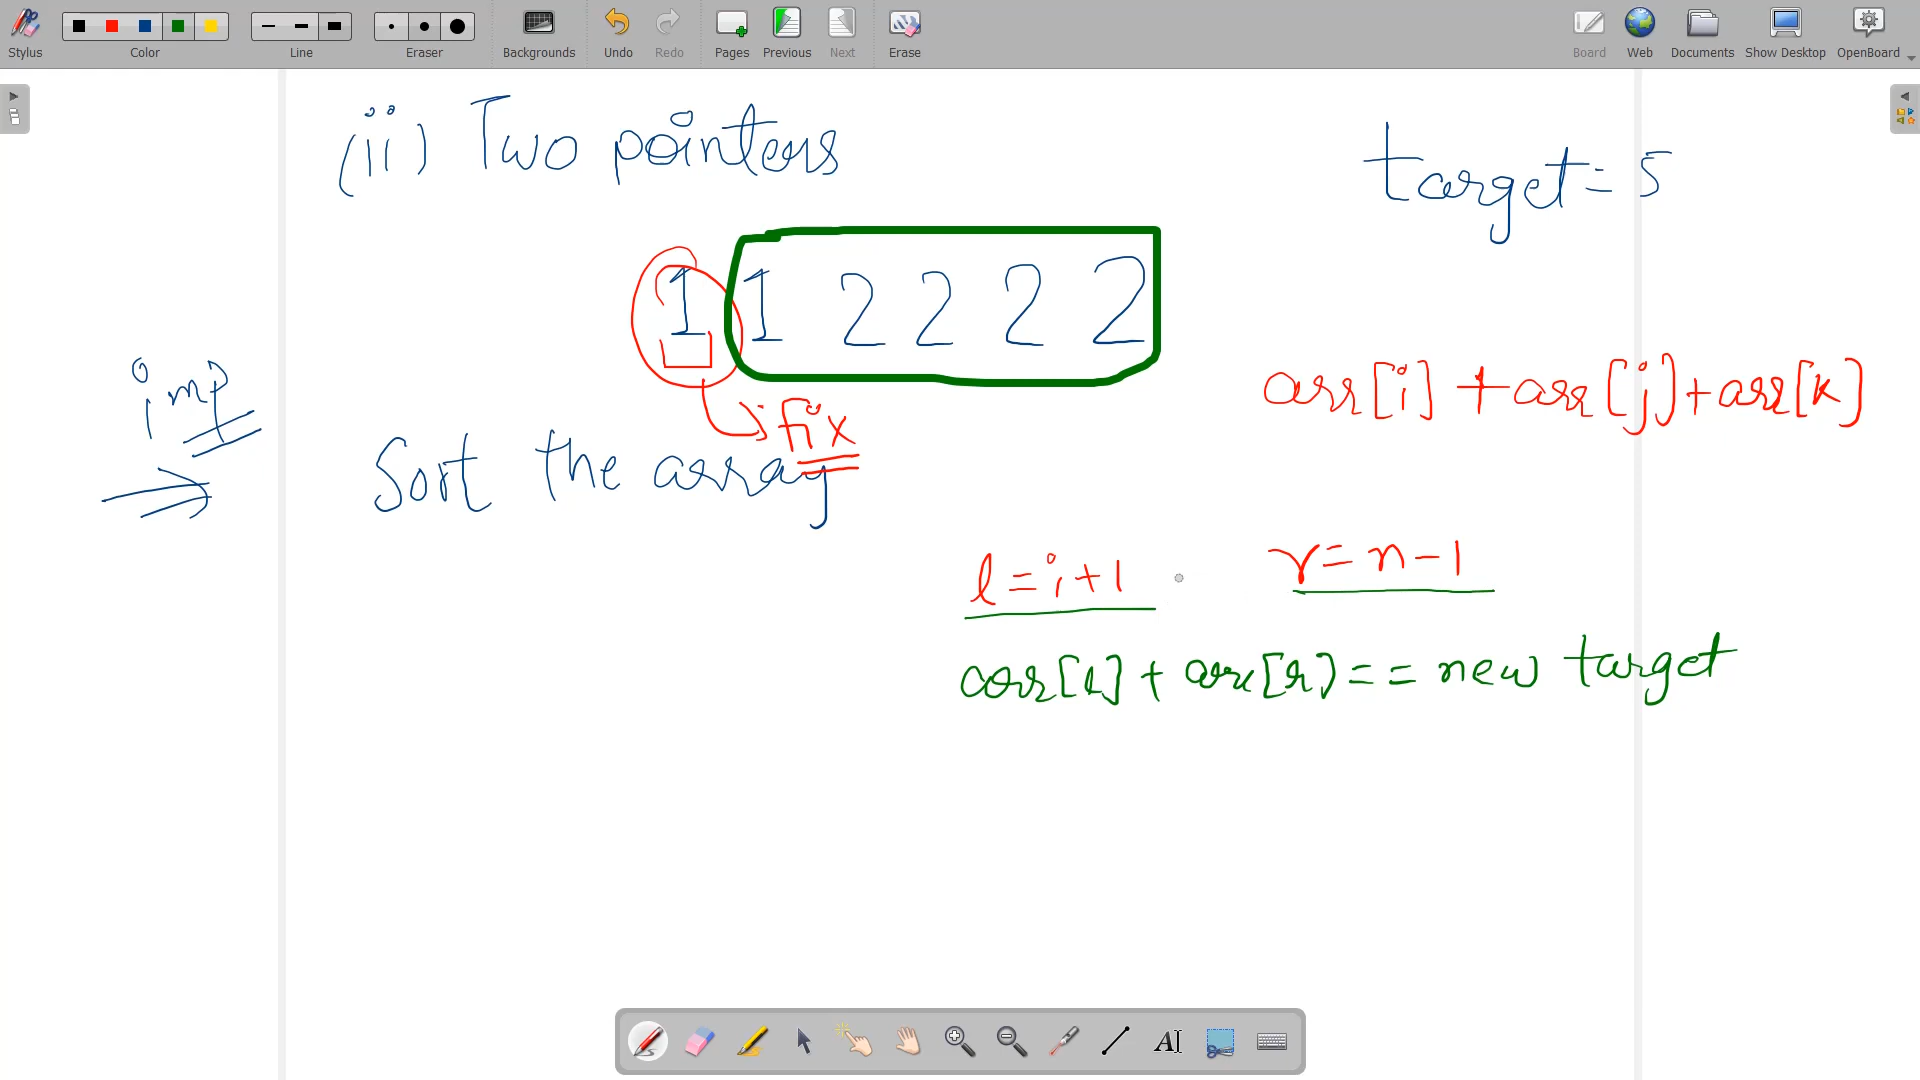 Stylus Color Line Eraser Backgrounds Undo Redo Pages Previous Next Erase Board Web Documents Show Desktop OpenBoard
(ii) Two pointers
target = 5
1 1 2 2 2 2
imp
fix
arr[i] + arr[j] + arr[k]
Sort the array
l = i + 1 r = n - 1
arr[l] + arr[r] == new target